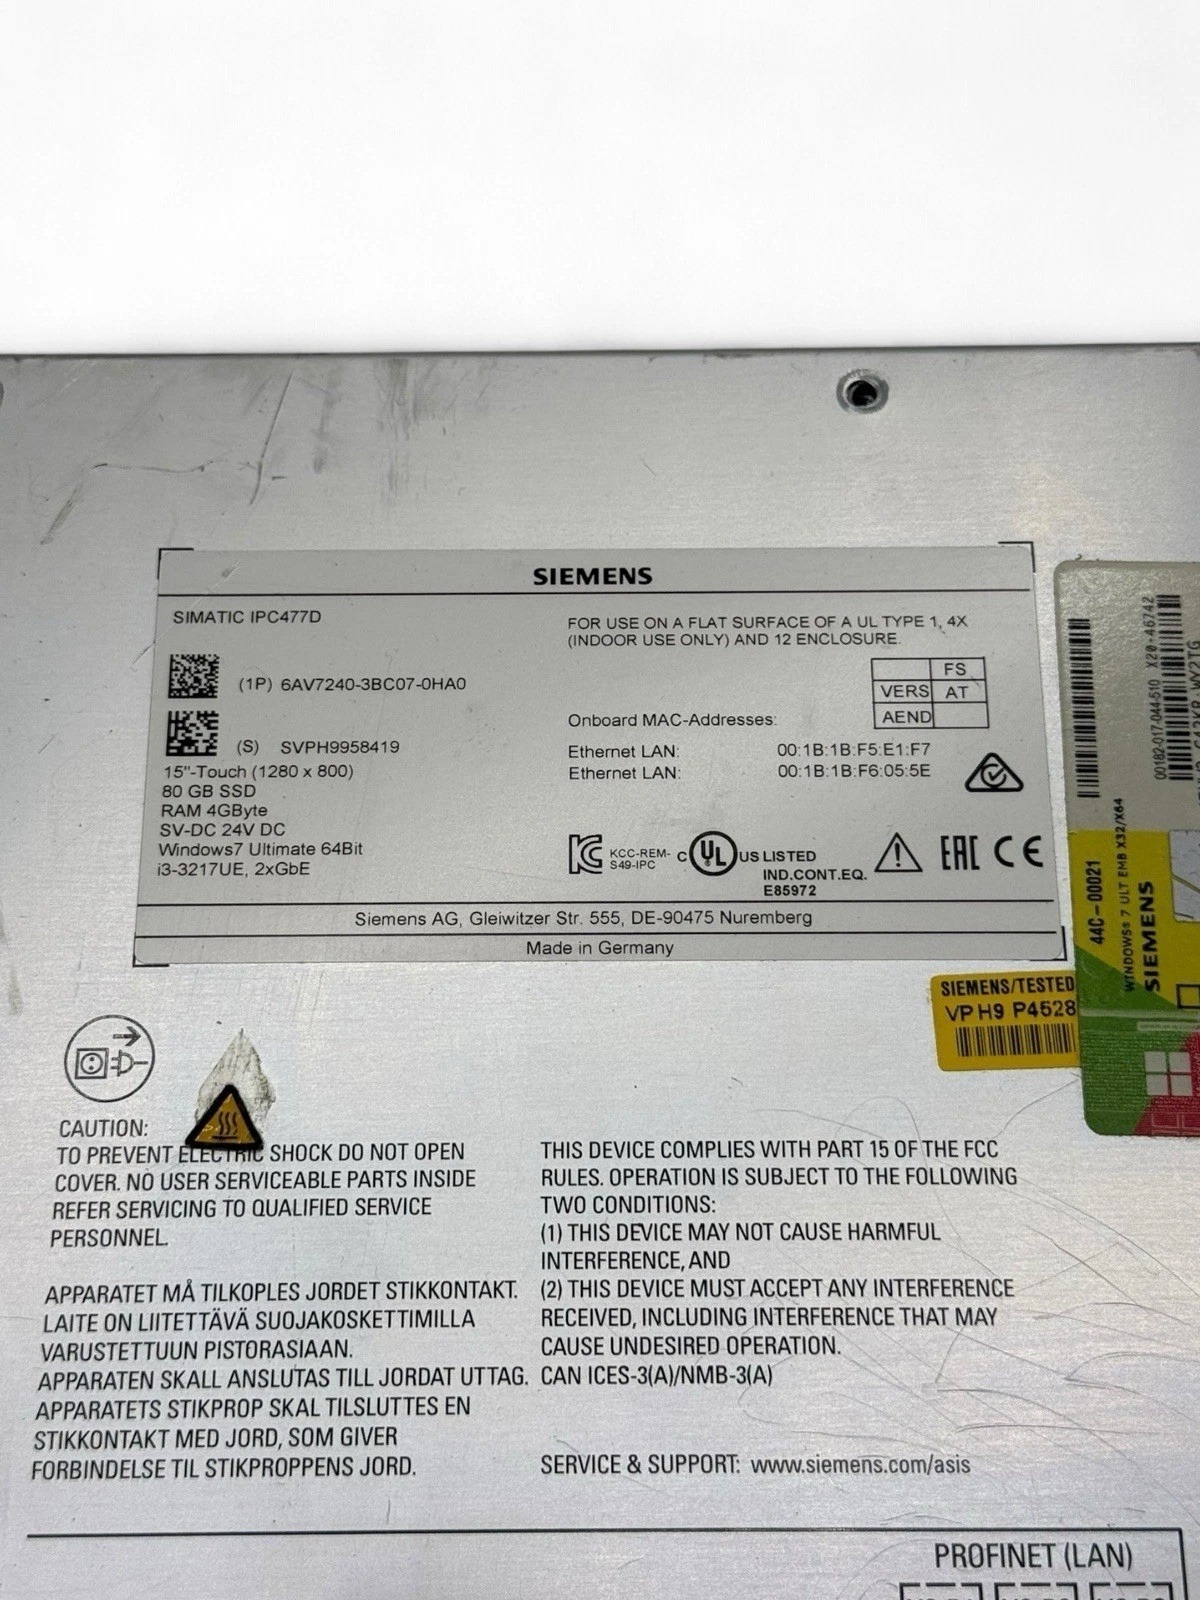 SIEMENS
SIMATIC IPC477D
(1P) 6AV7240-3BC07-0HA0
(S) SVPH9958419
15"-Touch (1280 x 800)
80 GB SSD
RAM 4GByte
SV-DC 24V DC
Windows7 Ultimate 64Bit
i3-3217UE, 2xGbE
FOR USE ON A FLAT SURFACE OF A UL TYPE 1, 4X
(INDOOR USE ONLY) AND 12 ENCLOSURE.
FS
VERS AT
AEND
Onboard MAC-Addresses:
Ethernet LAN: 00:1B:1B:F5:E1:F7
Ethernet LAN: 00:1B:1B:F6:05:5E
KCC-REM-
S49-IPC
C UL US LISTED
IND.CONT.EQ.
E85972
EAC CE
Siemens AG, Gleiwitzer Str. 555, DE-90475 Nuremberg
Made in Germany
00182-017-044-510 X20-46742
44C-00021
WINDOWS® 7 ULT EMB X32/X64
SIEMENS
SIEMENS/TESTED
VP H9 P4528
CAUTION:
TO PREVENT ELECTRIC SHOCK DO NOT OPEN
COVER. NO USER SERVICEABLE PARTS INSIDE
REFER SERVICING TO QUALIFIED SERVICE
PERSONNEL.
APPARATET MÅ TILKOPLES JORDET STIKKONTAKT.
LAITE ON LIITETTÄVÄ SUOJAKOSKETTIMILLA
VARUSTETTUUN PISTORASIAAN.
APPARATEN SKALL ANSLUTAS TILL JORDAT UTTAG.
APPARATETS STIKPROP SKAL TILSLUTTES EN
STIKKONTAKT MED JORD, SOM GIVER
FORBINDELSE TIL STIKPROPPENS JORD.
THIS DEVICE COMPLIES WITH PART 15 OF THE FCC
RULES. OPERATION IS SUBJECT TO THE FOLLOWING
TWO CONDITIONS:
(1) THIS DEVICE MAY NOT CAUSE HARMFUL
INTERFERENCE, AND
(2) THIS DEVICE MUST ACCEPT ANY INTERFERENCE
RECEIVED, INCLUDING INTERFERENCE THAT MAY
CAUSE UNDESIRED OPERATION.
CAN ICES-3(A)/NMB-3(A)
SERVICE & SUPPORT: www.siemens.com/asis
PROFINET (LAN)